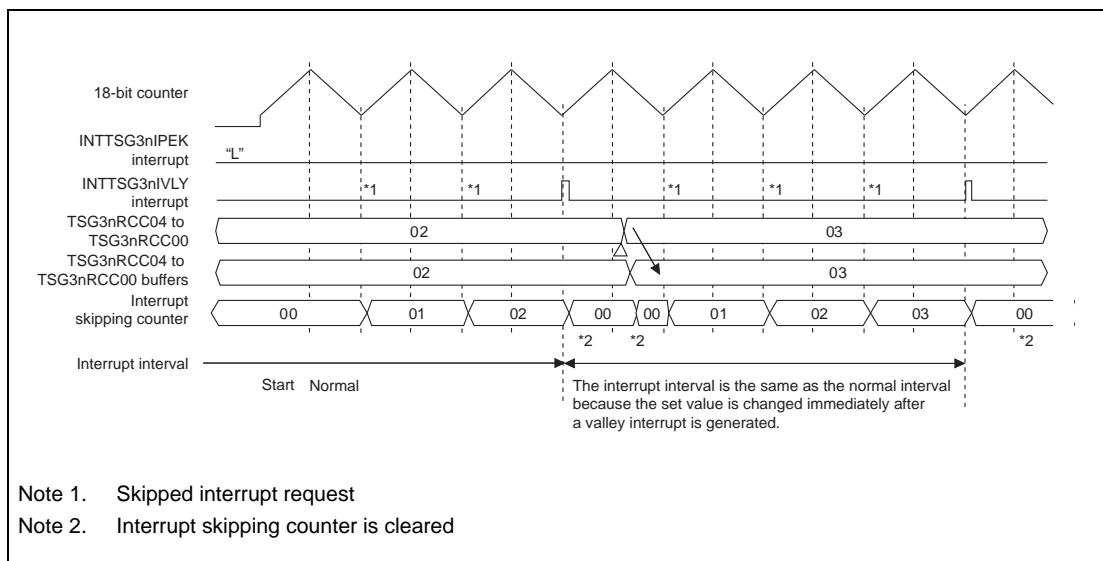 18-bit counter
INTTSG3nIPEK
interrupt
“L”
INTTSG3nIVLY
interrupt
*1 *1 *1 *1 *1
TSG3nRCC04 to
TSG3nRCC00
02 03
TSG3nRCC04 to
TSG3nRCC00 buffers
02 03
Interrupt
skipping counter
00 01 02 00 00 01 02 03 00
*2 *2 *2
Interrupt interval
Start Normal
The interrupt interval is the same as the normal interval
because the set value is changed immediately after
a valley interrupt is generated.
Note 1. Skipped interrupt request
Note 2. Interrupt skipping counter is cleared